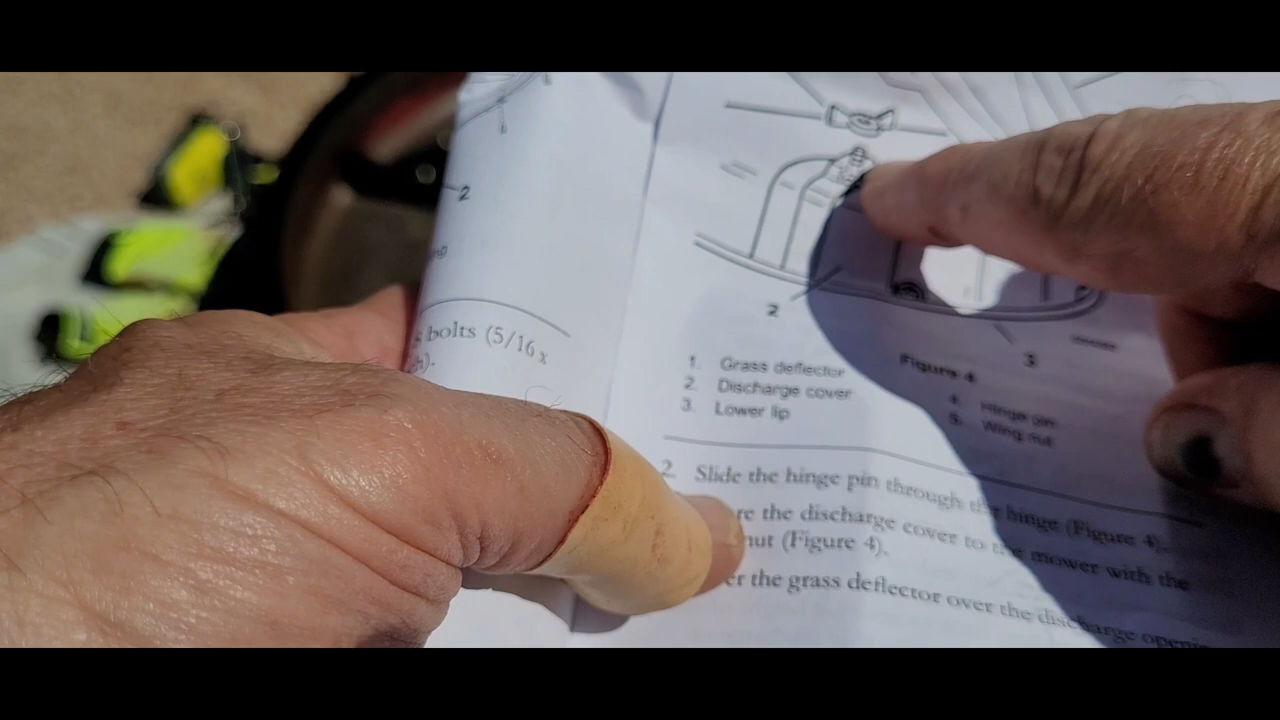 2
bolts (5/16 x
2
3
Figure 4
1. Grass deflector
2. Discharge cover
3. Lower lip
4. Hinge pin
5. Wing nut
2. Slide the hinge pin through the hinge (Figure 4).
the discharge cover to the mower with the
nut (Figure 4).
the grass deflector over the discharge